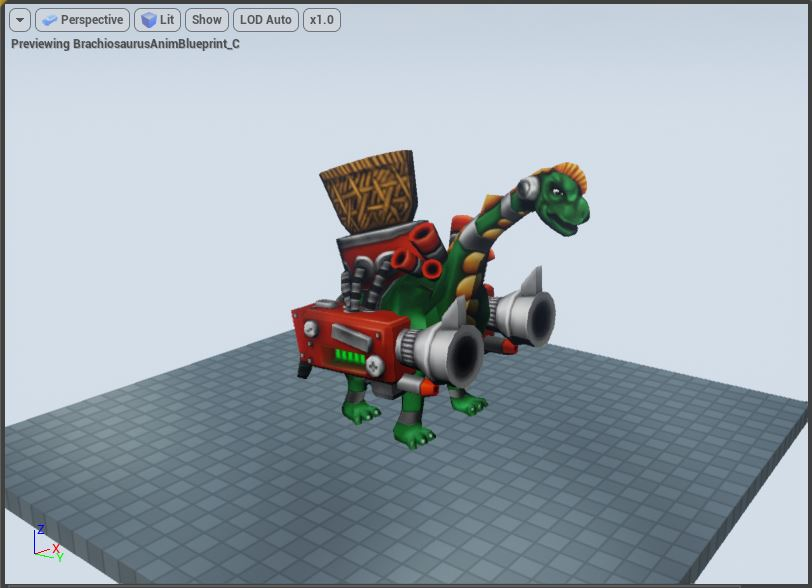 Perspective Lit Show LOD Auto x1.0
Previewing BrachiosaurusAnimBlueprint_C
Z
X
Y